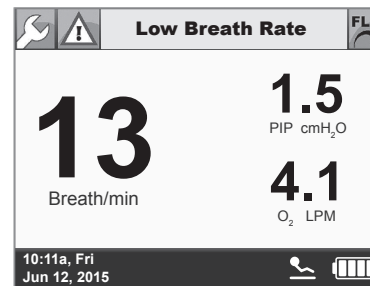 Low Breath Rate
FL
13
Breath/min
1.5
PIP cmH₂O
4.1
O₂ LPM
10:11a, Fri
Jun 12, 2015